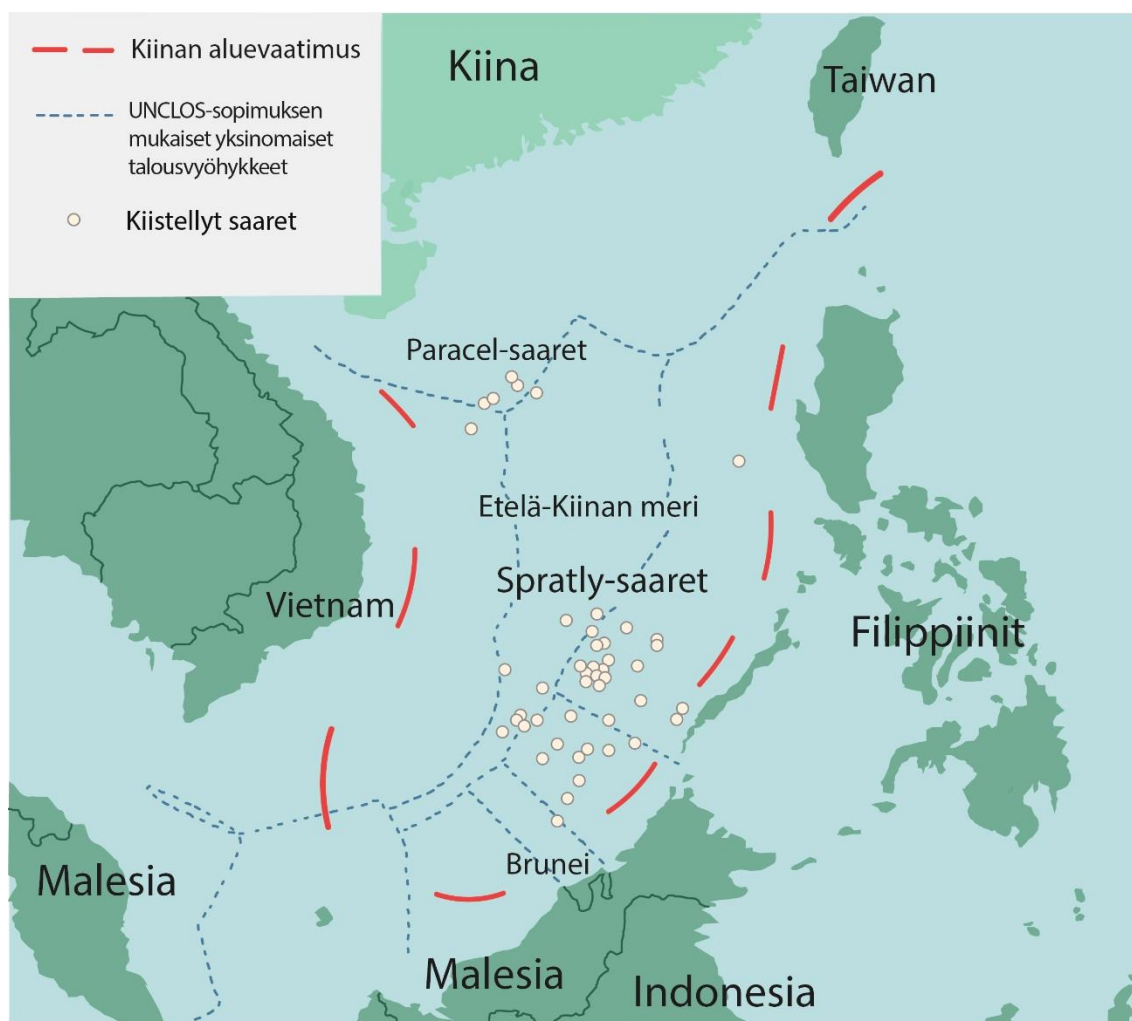 Kiinan aluevaatimus
UNCLOS-sopimuksen
mukaiset yksinomaiset
talousvyöhykkeet
Kiistellyt saaret
Kiina
Taiwan
Paracel-saaret
Etelä-Kiinan meri
Spratly-saaret
Vietnam
Filippiinit
Brunei
Malesia
Malesia
Indonesia